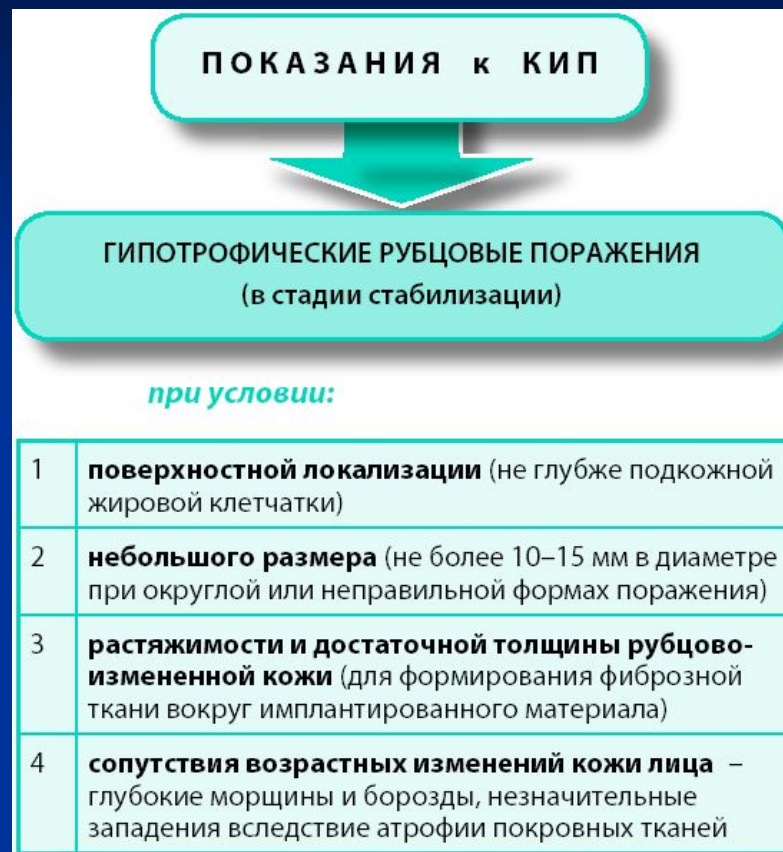 ПОКАЗАНИЯ к КИП
ГИПОТРОФИЧЕСКИЕ РУБЦОВЫЕ ПОРАЖЕНИЯ
(в стадии стабилизации)
при условии:
1 поверхностной локализации (не глубже подкожной
жировой клетчатки)
2 небольшого размера (не более 10–15 мм в диаметре
при округлой или неправильной формах поражения)
3 растяжимости и достаточной толщины рубцово-
измененной кожи (для формирования фиброзной
ткани вокруг имплантированного материала)
4 сопутствия возрастных изменений кожи лица –
глубокие морщины и борозды, незначительные
западения вследствие атрофии покровных тканей